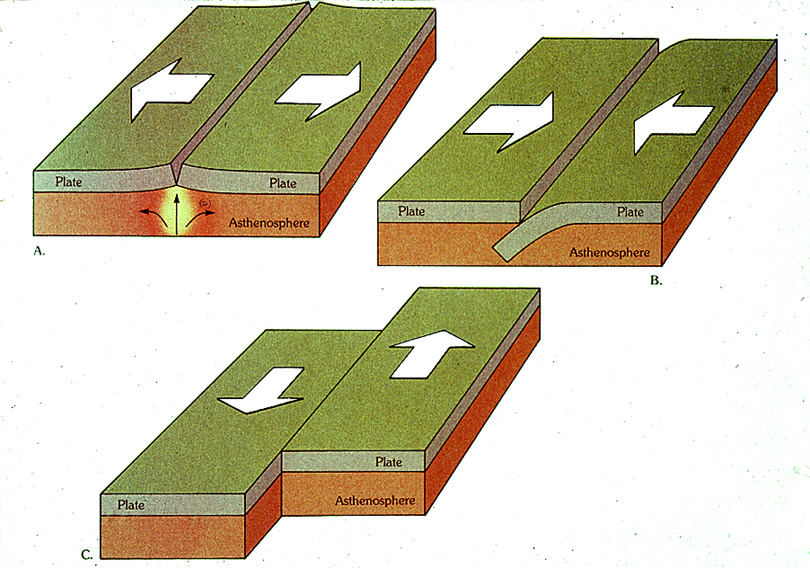 Plate
Plate
Asthenosphere
A.
Plate
Plate
Asthenosphere
B.
Plate
Asthenosphere
Plate
C.